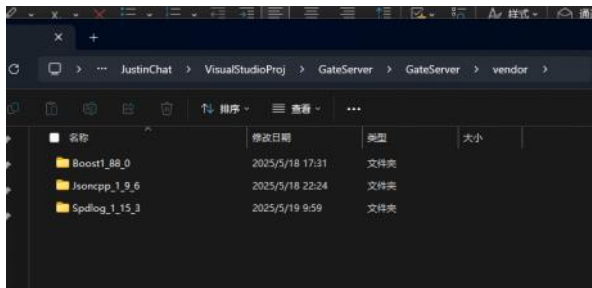 样式
JustinChat > VisualStudioProj > GateServer > GateServer > vendor >
排序 查看 ...
名称 修改日期 类型 大小
Boost1_88_0 2025/5/18 17:31 文件夹
Jsoncpp_1_9_6 2025/5/18 22:24 文件夹
Spdlog_1_15_3 2025/5/19 9:59 文件夹